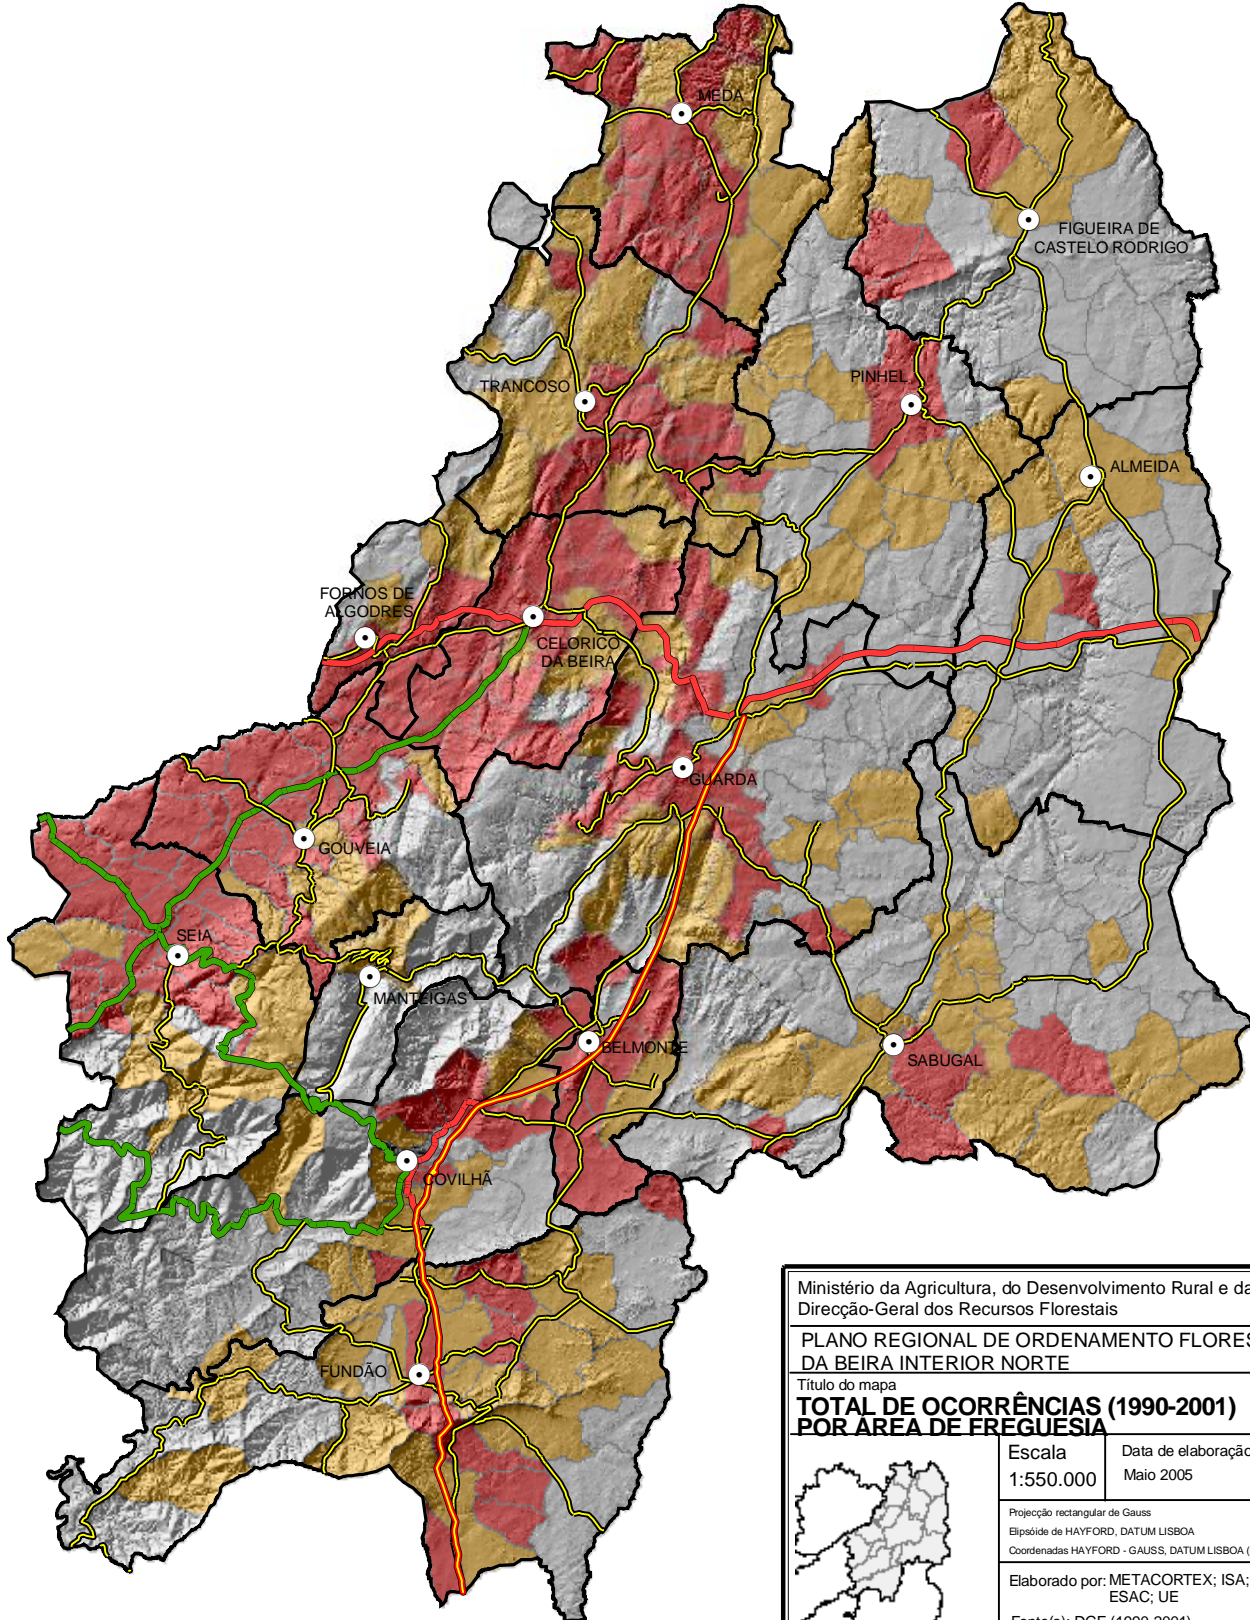 MEDA
FIGUEIRA DE
CASTELO RODRIGO
TRANCOSO
PINHEL
ALMEIDA
FORNOS DE
ALGODRES
CELORICO
DA BEIRA
GUARDA
GOUVEIA
SEIA
MANTEIGAS
BELMONTE
SABUGAL
COVILHÃ
FUNDÃO
Ministério da Agricultura, do Desenvolvimento Rural e da
Direcção-Geral dos Recursos Florestais
PLANO REGIONAL DE ORDENAMENTO FLORES
DA BEIRA INTERIOR NORTE
Título do mapa
TOTAL DE OCORRÊNCIAS (1990-2001)
POR ÁREA DE FREGUESIA
Escala
1:550.000
Data de elaboração
Maio 2005
Projecção rectangular de Gauss
Elipsóide de HAYFORD, DATUM LISBOA
Coordenadas HAYFORD - GAUSS, DATUM LISBOA (
Elaborado por: METACORTEX; ISA;
ESAC; UE
Fonte(s): DGF (1990-2001)